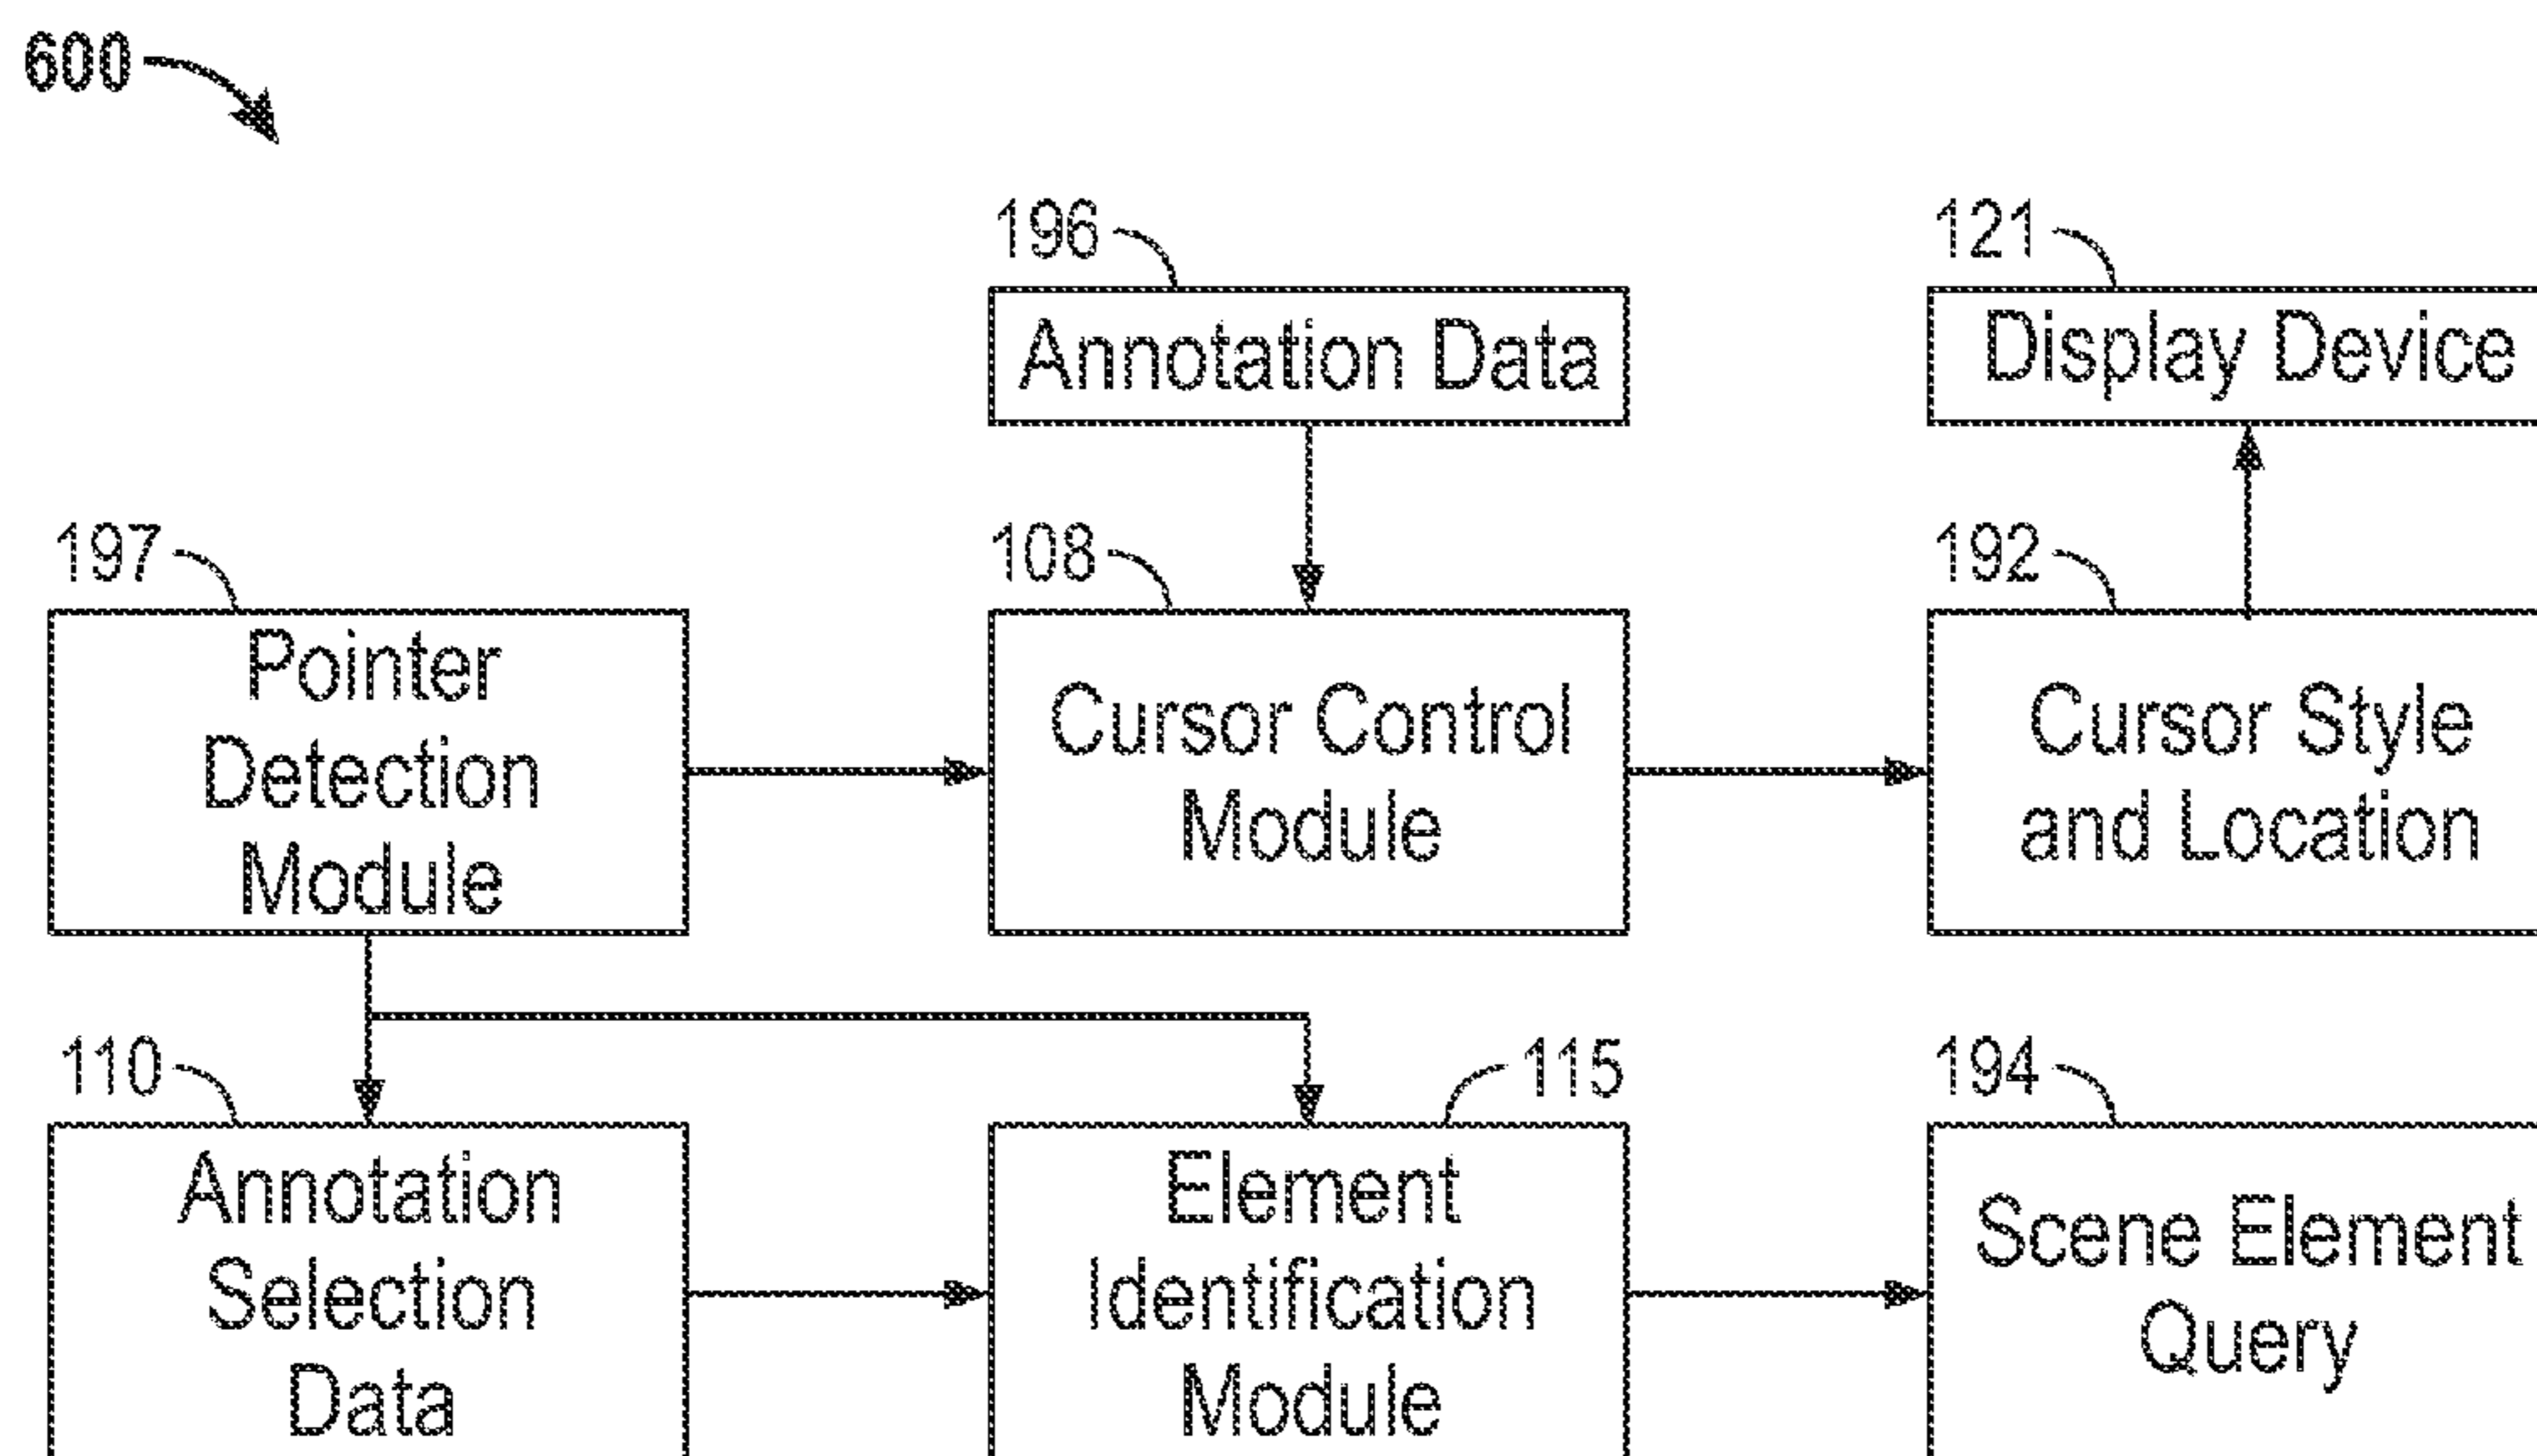 600
196
121
Annotation Data
Display Device
197
108
192
Pointer
Detection
Module
Cursor Control
Module
Cursor Style
and Location
110
115
194
Annotation
Selection
Data
Element
Identification
Module
Scene Element
Query